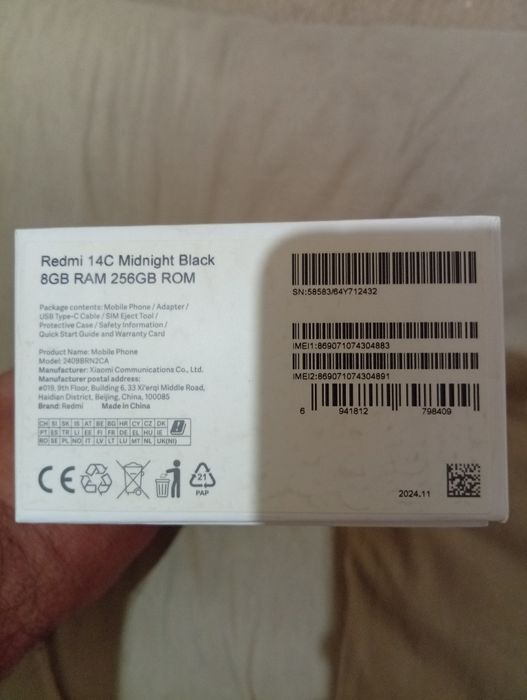 Redmi 14C Midnight Black
8GB RAM 256GB ROM
Package contents: Mobile Phone / Adapter /
USB Type-C Cable / SIM Eject Tool /
Protective Case / Safety Information /
Quick Start Guide and Warranty Card
Product Name: Mobile Phone
Model: 2409BRN2CA
Manufacturer: Xiaomi Communications Co., Ltd.
Manufacturer postal address:
#019, 9th Floor, Building 6, 33 Xi'erqi Middle Road,
Haidian District, Beijing, China, 100085
Brand: Redmi Made in China
CH SI SK IS AT BE BG HR CY CZ DK
PT ES TR LI EE FI FR DE EL HU IE
RO SE PL NO IT LV LT LU MT NL UK(NI)
CE
21
PAP
SN:58583/64Y712432
IMEI1:869071074304883
IMEI2:869071074304891
6 941812 798409
2024.11